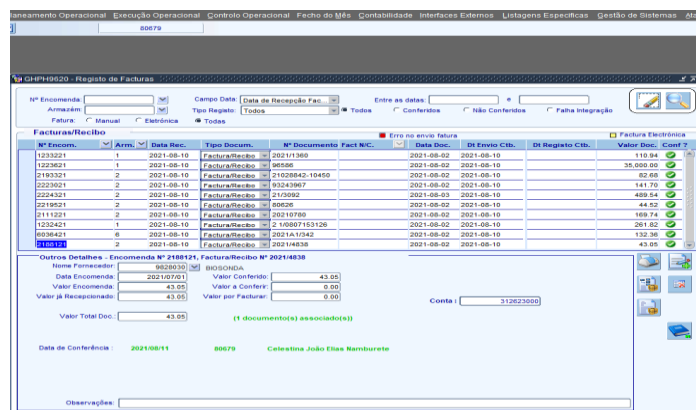 laneamento Operacional Execução Operacional Controlo Operacional Fecho do Mês Contabilidade Interfaces Externos Listagens Especificas Gestão de Sistemas
80679
GHPH9520 - Registo de Facturas
Nº Encomenda: Campo Data: Data de Recepção Fac... Entre as datas: e
Armazém: Tipo Registo: Todos Todos Conferidos Não Conferidos Falha Integração
Fatura: Manual Eletrónica Todas
Facturas/Recibo Erro no envio fatura Factura Electrónica
Nº Encom. Arm. Data Rec. Tipo Docum. Nº Documento Fact N/C. Data Doc. Dt Envio Ctb. Dt Registo Ctb. Valor Doc. Conf ?
1233221 1 2021-08-10 Factura/Recibo 2021/1360 2021-08-02 2021-08-10 110.94
1223621 1 2021-08-10 Factura/Recibo 96586 2021-08-02 2021-08-10 35,000.00
2193321 2 2021-08-10 Factura/Recibo 21028842-10450 2021-08-02 2021-08-10 82.68
2223021 2 2021-08-10 Factura/Recibo 93243967 2021-08-02 2021-08-10 141.70
2224321 2 2021-08-10 Factura/Recibo 21/3092 2021-08-03 2021-08-10 489.54
2219521 2 2021-08-10 Factura/Recibo 80626 2021-08-02 2021-08-10 44.52
2111221 2 2021-08-10 Factura/Recibo 20210780 2021-08-02 2021-08-10 169.74
1232421 1 2021-08-10 Factura/Recibo 2 1/0807153126 2021-08-02 2021-08-10 261.82
6036421 6 2021-08-10 Factura/Recibo 2021A1/342 2021-08-02 2021-08-10 132.36
2188121 2 2021-08-10 Factura/Recibo 2021/4838 2021-08-02 2021-08-10 43.05
Outros Detalhes - Encomenda Nº 2188121, Factura/Recibo Nº 2021/4838
Nome Fornecedor: 9828030 BIOSONDA
Data Encomenda: 2021/07/01 Valor Conferido: 43.05
Valor Encomenda: 43.05 Valor a Conferir: 0.00
Valor já Recepcionado: 43.05 Valor por Facturar: 0.00 Conta : 312623000
Valor Total Doc.: 43.05 (1 documento(s) associado(s))
Data de Conferência : 2021/08/11 80679 Celestina João Elias Namburete
Observações: